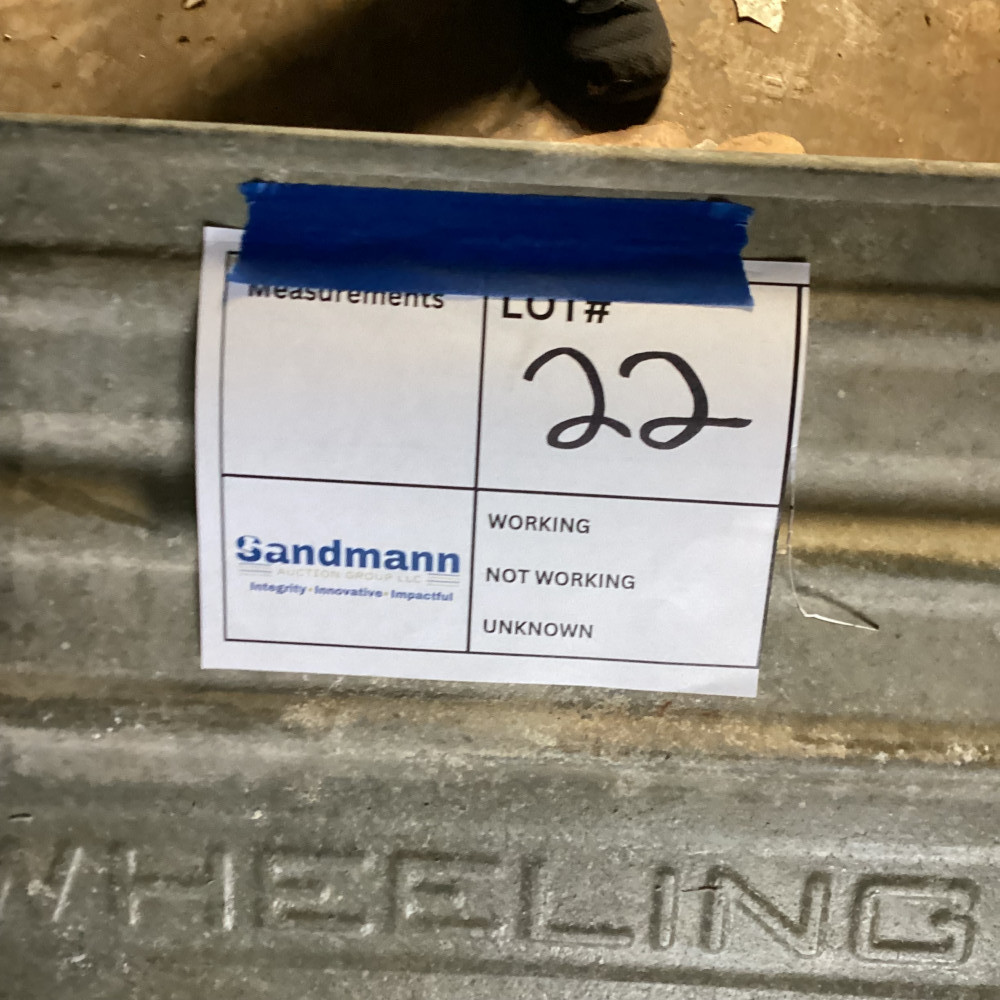 Measurements
LOT#
22
Sandmann
AUCTION GROUP LLC
Integrity • Innovative • Impactful
WORKING
NOT WORKING
UNKNOWN
WHEELING